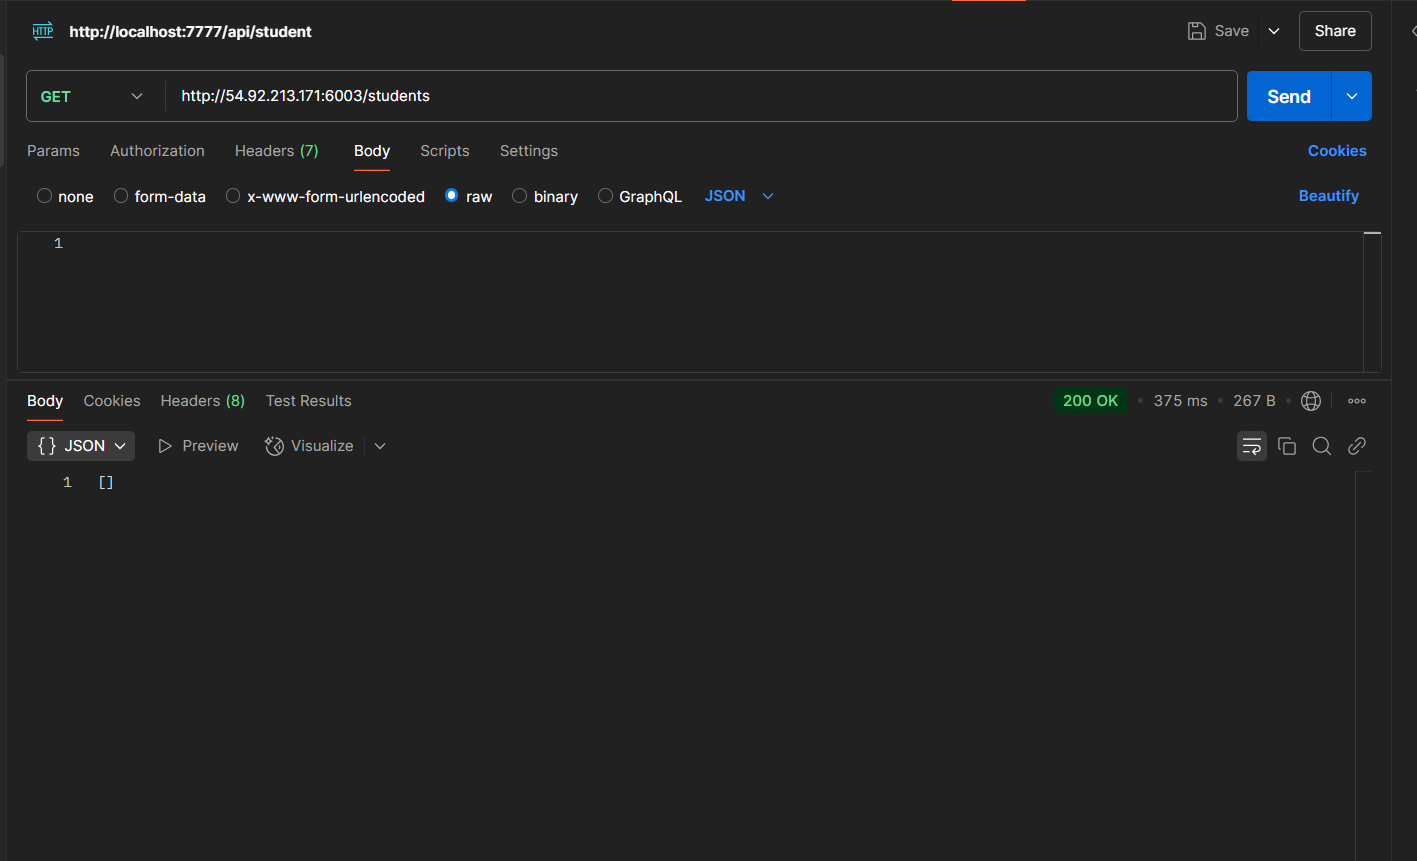 HTTP http://localhost:7777/api/student Save Share
GET http://54.92.213.171:6003/students Send
Params Authorization Headers (7) Body Scripts Settings Cookies
none form-data x-www-form-urlencoded raw binary GraphQL JSON Beautify
1
Body Cookies Headers (8) Test Results 200 OK • 375 ms • 267 B •
{} JSON Preview Visualize
1 []